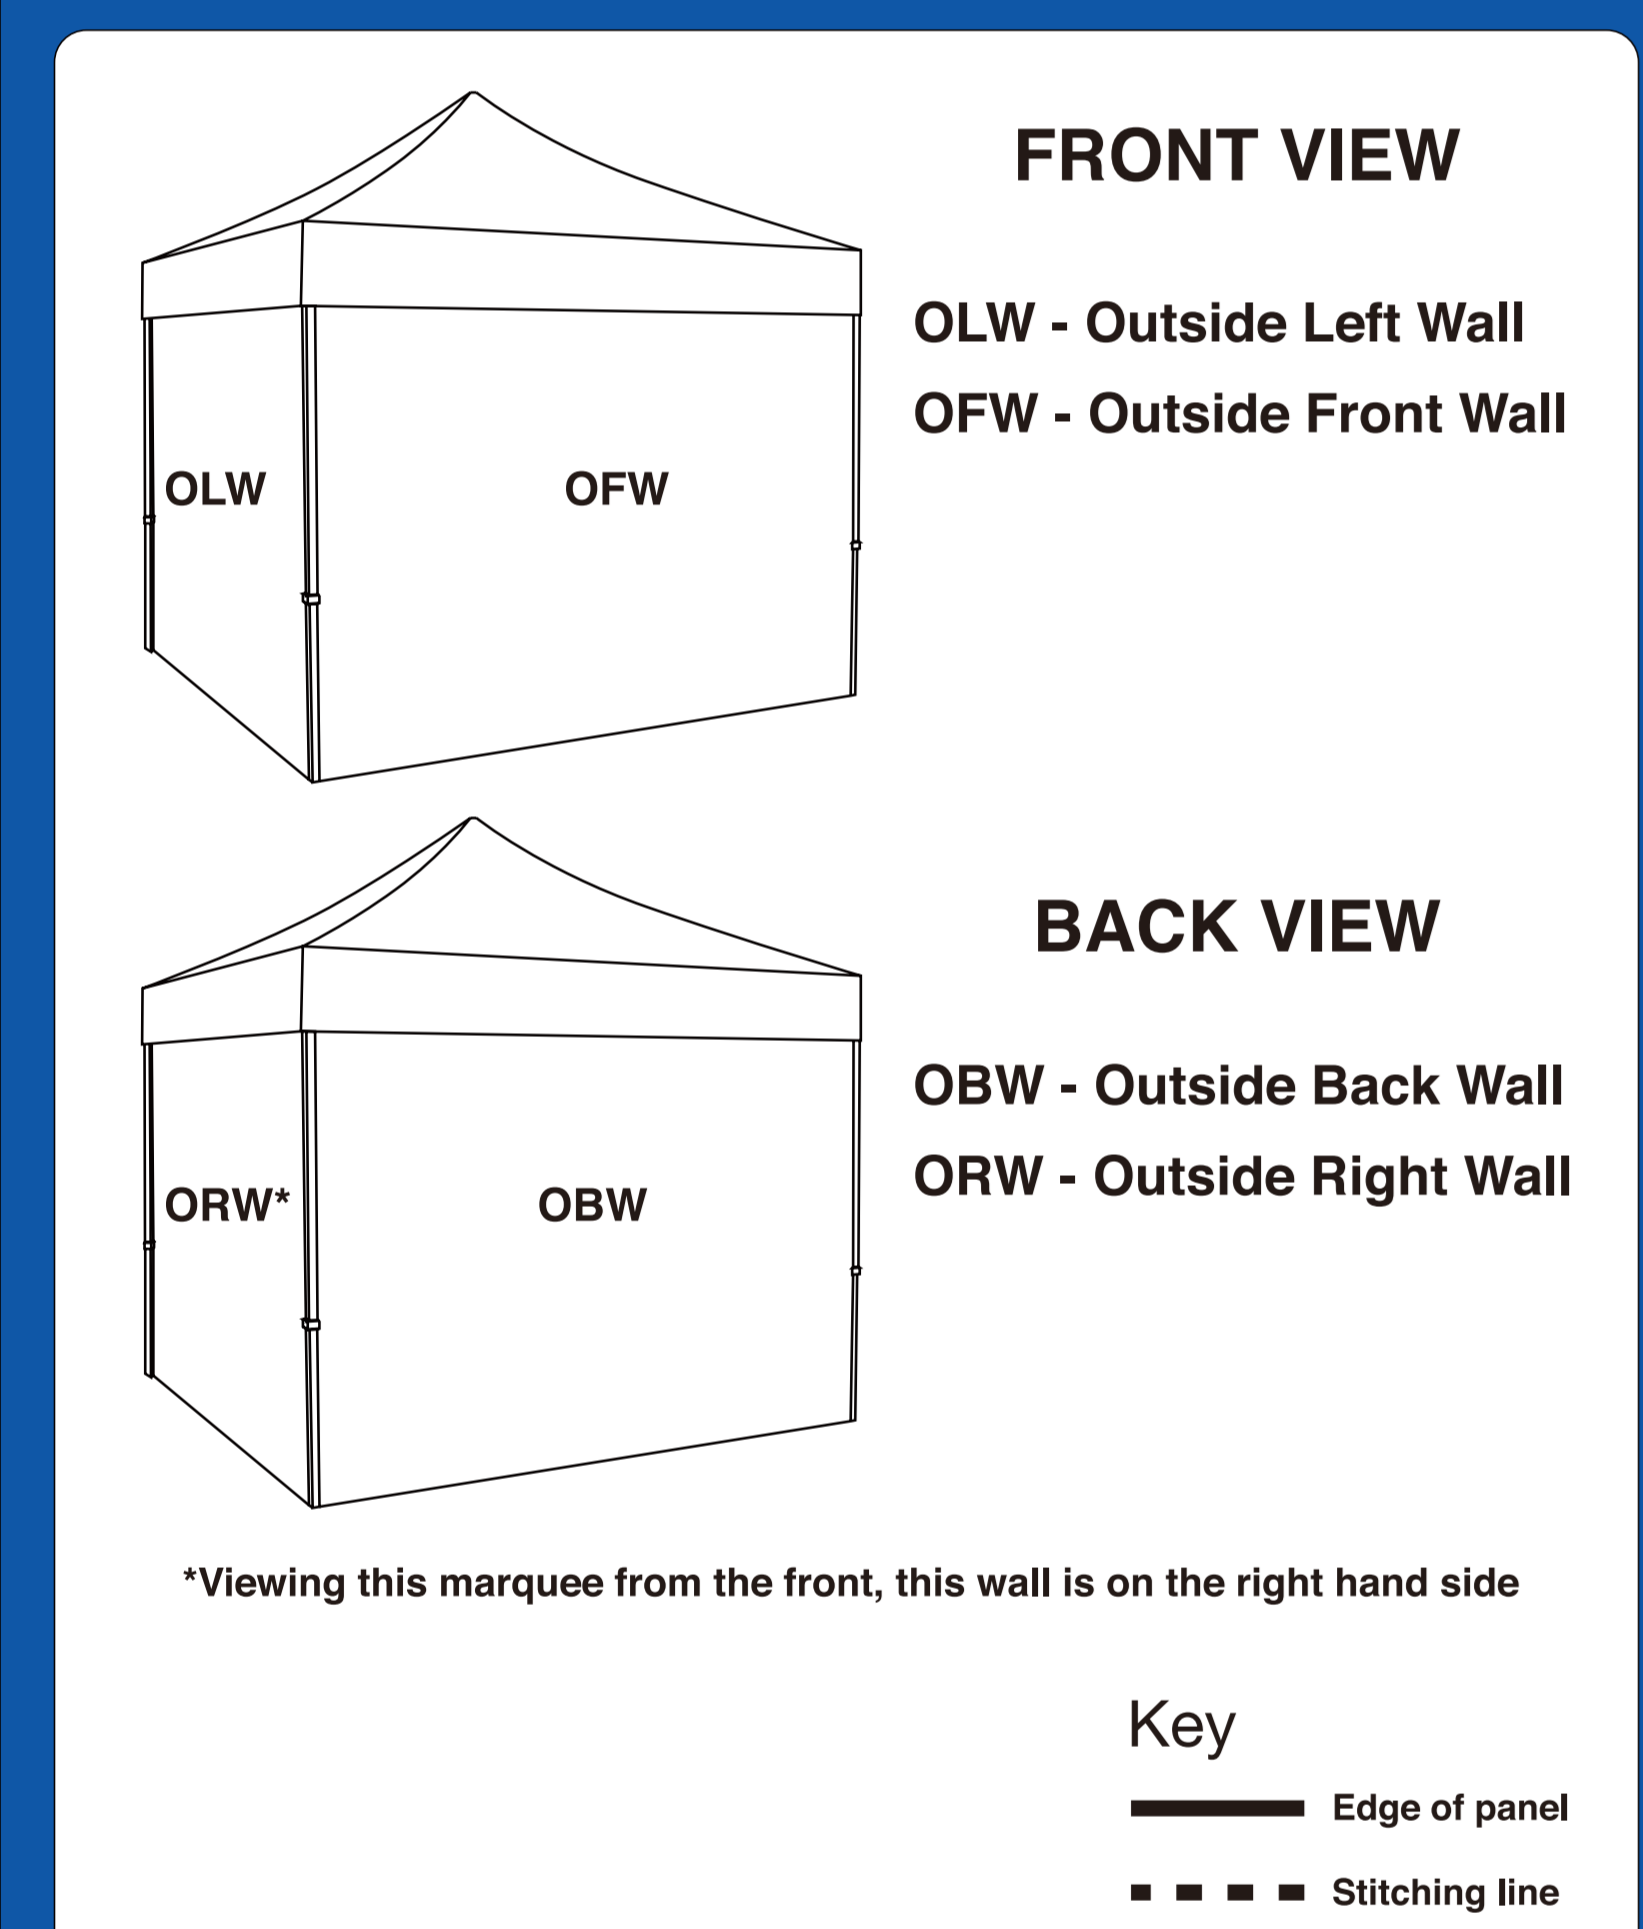 FRONT VIEW
OLW - Outside Left Wall
OFW - Outside Front Wall
OLW
OFW
BACK VIEW
OBW - Outside Back Wall
ORW - Outside Right Wall
ORW*
OBW
*Viewing this marquee from the front, this wall is on the right hand side
Key
Edge of panel
Stitching line